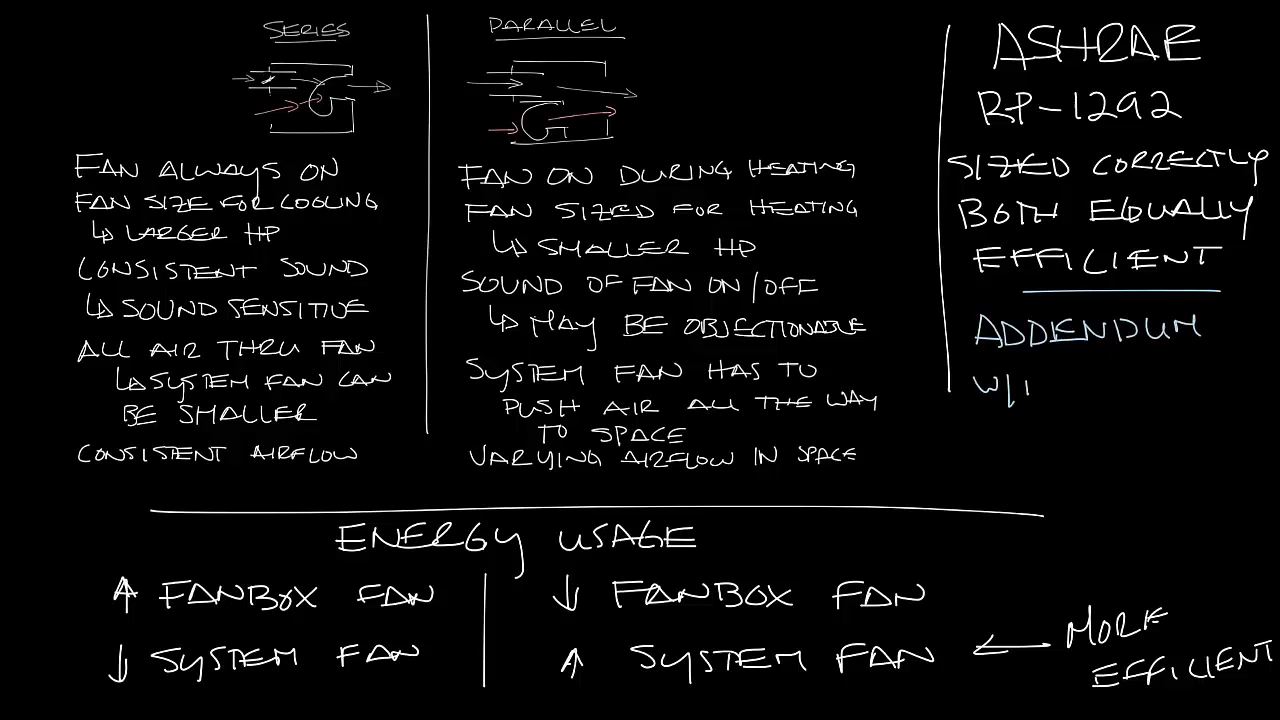 SERIES
FAN ALWAYS ON
FAN SIZE FOR COOLING
↳ LARGER HP
CONSISTENT SOUND
↳ SOUND SENSITIVE
ALL AIR THRU FAN
↳ SYSTEM FAN CAN
BE SMALLER
CONSISTENT AIRFLOW
PARALLEL
FAN ON DURING HEATING
FAN SIZED FOR HEATING
↳ SMALLER HP
SOUND OF FAN ON/OFF
↳ MAY BE OBJECTIONABLE
SYSTEM FAN HAS TO
PUSH AIR ALL THE WAY
TO SPACE
VARYING AIRFLOW IN SPACE
ASHRAE
RP-1292
SIZED CORRECTLY
BOTH EQUALLY
EFFICIENT
ADDENDUM
W/I
ENERGY USAGE
↑ FANBOX FAN
↓ SYSTEM FAN
↓ FANBOX FAN
↑ SYSTEM FAN ← MORE
EFFICIENT